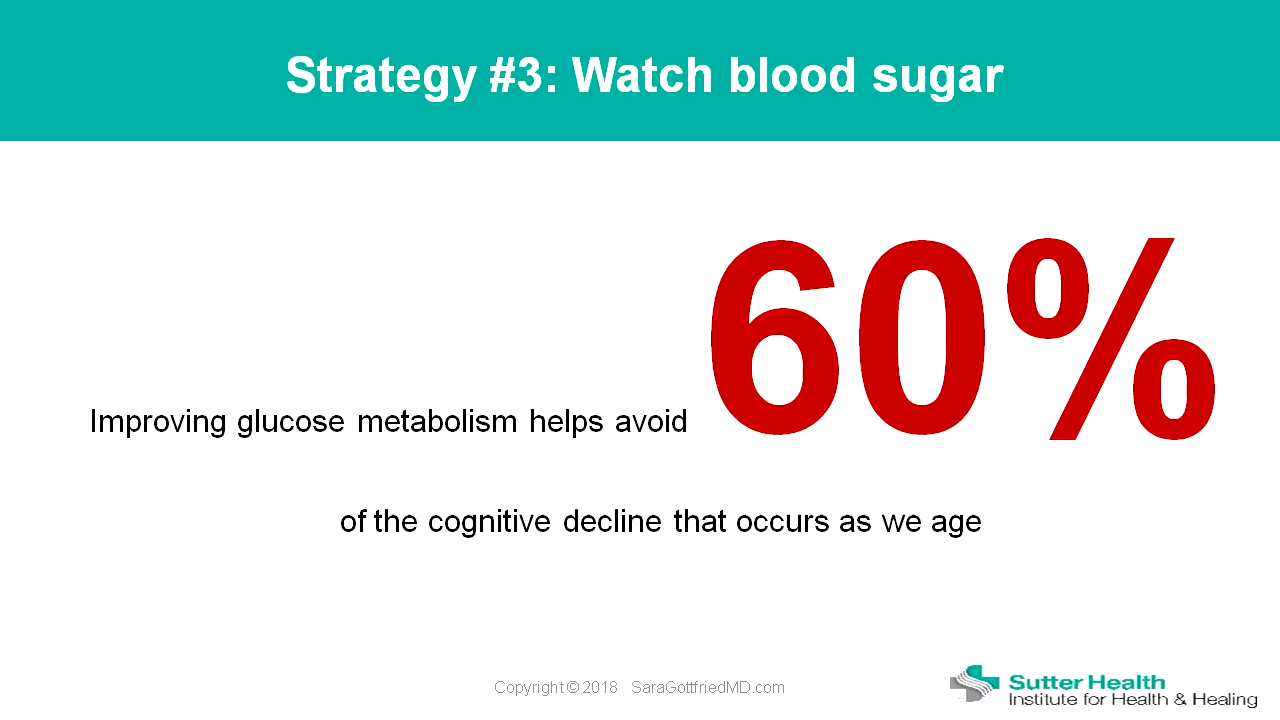 Strategy #3: Watch blood sugar
Improving glucose metabolism helps avoid 60%
of the cognitive decline that occurs as we age
Copyright © 2018 SaraGottfriedMD.com
Sutter Health
Institute for Health & Healing